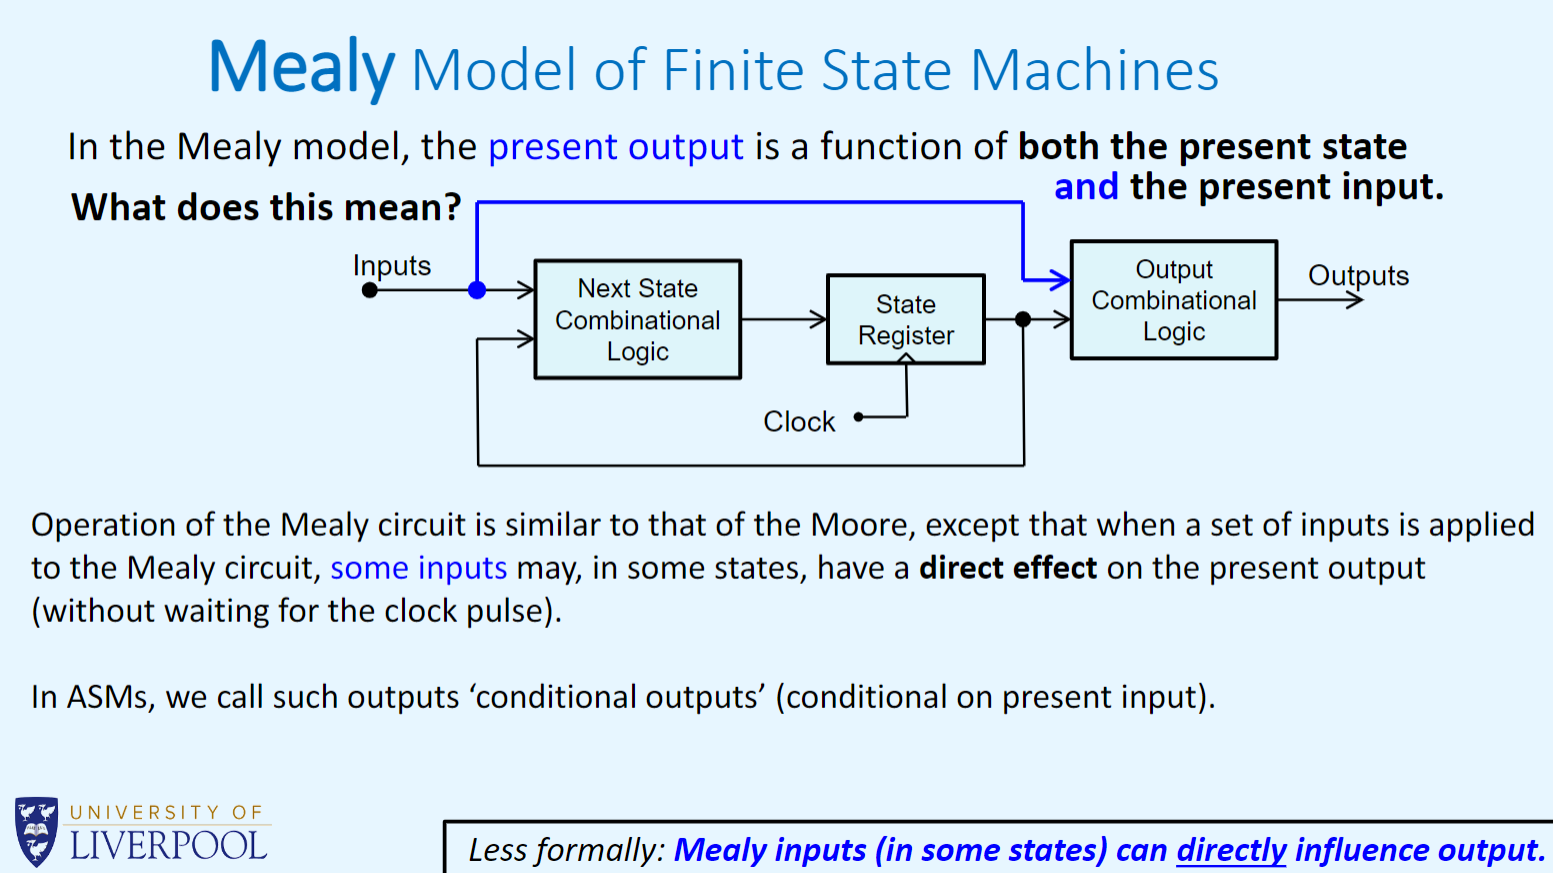 Mealy Model of Finite State Machines
In the Mealy model, the present output is a function of both the present state
and the present input.
What does this mean?
Inputs
Next State
Combinational
Logic
State
Register
Output
Combinational
Logic
Outputs
Clock
Operation of the Mealy circuit is similar to that of the Moore, except that when a set of inputs is applied
to the Mealy circuit, some inputs may, in some states, have a direct effect on the present output
(without waiting for the clock pulse).
In ASMs, we call such outputs ‘conditional outputs’ (conditional on present input).
UNIVERSITY OF
LIVERPOOL
Less formally: Mealy inputs (in some states) can directly influence output.